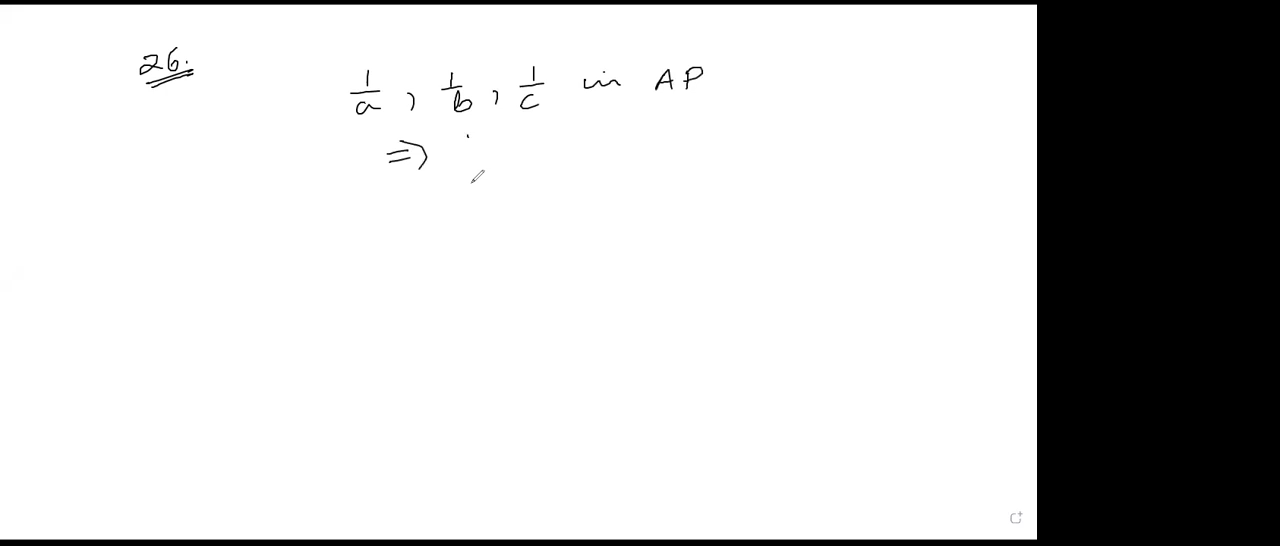 26.
1/a , 1/b , 1/c in AP
⇒